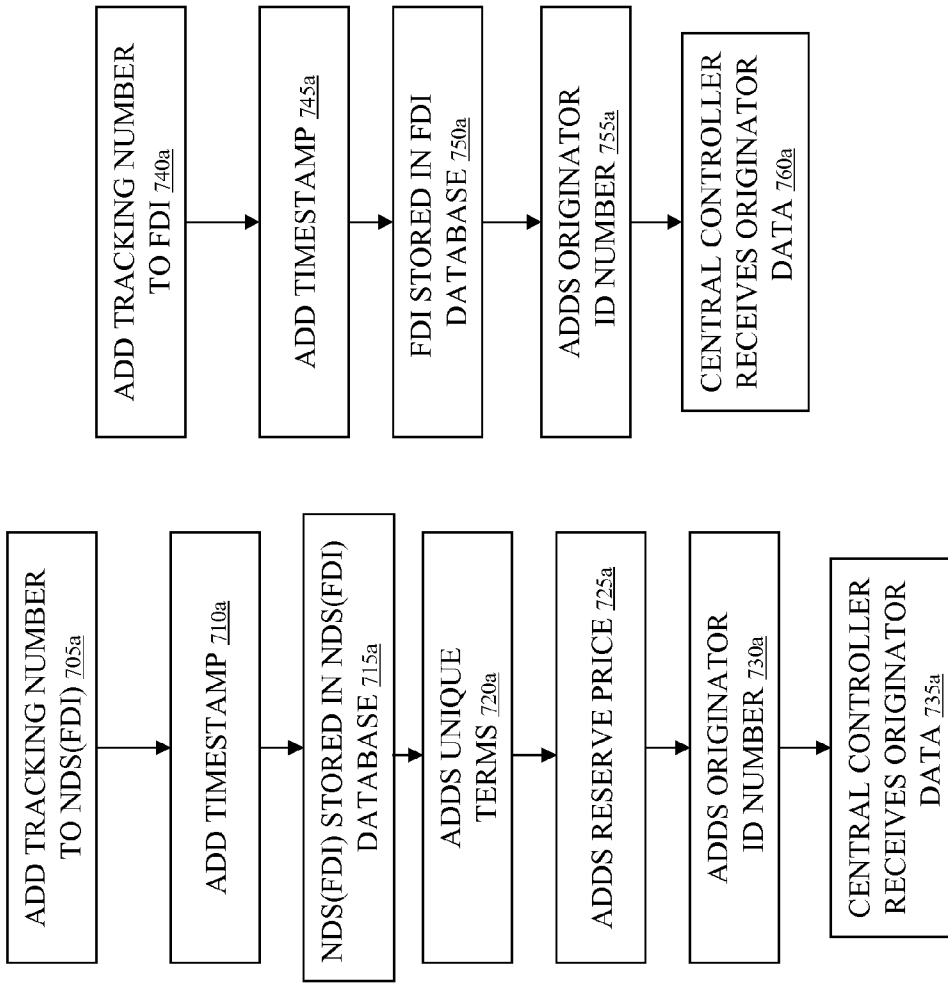 ADD TRACKING NUMBER
TO NDS(FDI) 705a
ADD TIMESTAMP 710a
NDS(FDI) STORED IN NDS(FDI)
DATABASE 715a
ADDS UNIQUE
TERMS 720a
ADDS RESERVE PRICE 725a
ADDS ORIGINATOR
ID NUMBER 730a
CENTRAL CONTROLLER
RECEIVES ORIGINATOR
DATA 735a
ADD TRACKING NUMBER
TO FDI 740a
ADD TIMESTAMP 745a
FDI STORED IN FDI
DATABASE 750a
ADDS ORIGINATOR
ID NUMBER 755a
CENTRAL CONTROLLER
RECEIVES ORIGINATOR
DATA 760a